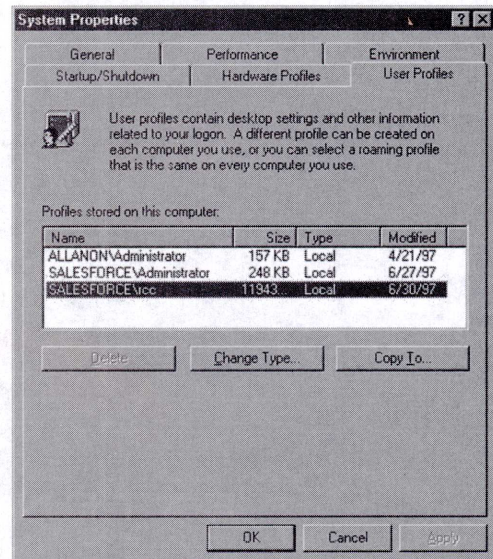 System Properties
General Performance Environment
Startup/Shutdown Hardware Profiles User Profiles
User profiles contain desktop settings and other information
related to your logon. A different profile can be created on
each computer you use, or you can select a roaming profile
that is the same on every computer you use.
Profiles stored on this computer:
Name Size Type Modified
ALLANON\Administrator 157 KB Local 4/21/97
SALESFORCE\Administrator 248 KB Local 6/27/97
SALESFORCE\rcc 11943... Local 6/30/97
Delete Change Type... Copy To...
OK Cancel Apply